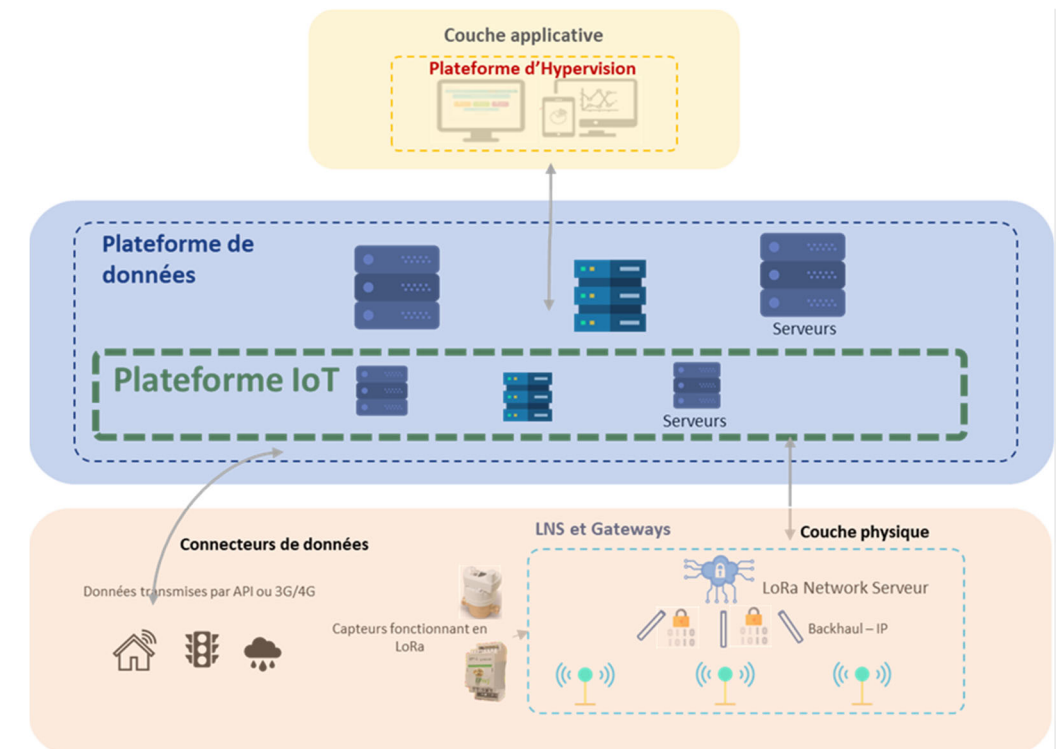 Couche applicative
Plateforme d'Hypervision
Plateforme de
données
Serveurs
Plateforme IoT
Serveurs
LNS et Gateways
Couche physique
Connecteurs de données
Données transmises par API ou 3G/4G
LoRa Network Serveur
Capteurs fonctionnant en
LoRa
Backhaul – IP